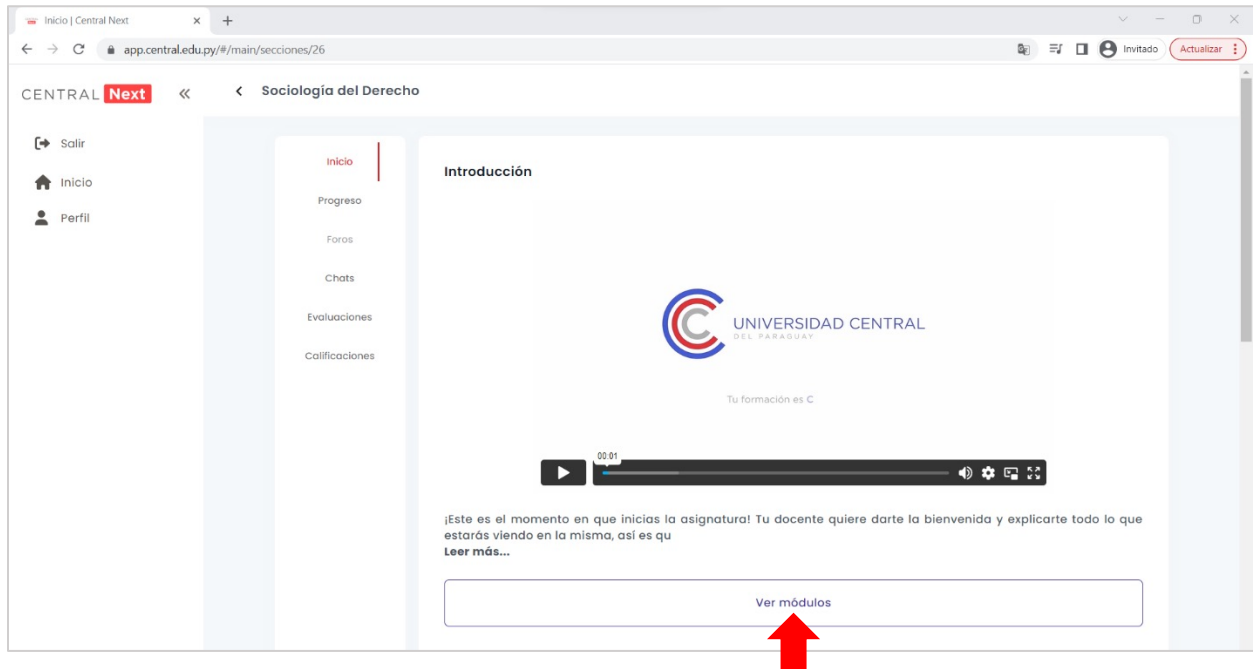 Inicio | Central Next
app.central.edu.py/#/main/secciones/26
Invitado
Actualizar
CENTRAL Next
Sociología del Derecho
Salir
Inicio
Perfil
Inicio
Progreso
Foros
Chats
Evaluaciones
Calificaciones
Introducción
UNIVERSIDAD CENTRAL
DEL PARAGUAY
Tu formación es C
00:01
¡Este es el momento en que inicias la asignatura! Tu docente quiere darte la bienvenida y explicarte todo lo que
estarás viendo en la misma, así es qu
Leer más...
Ver módulos